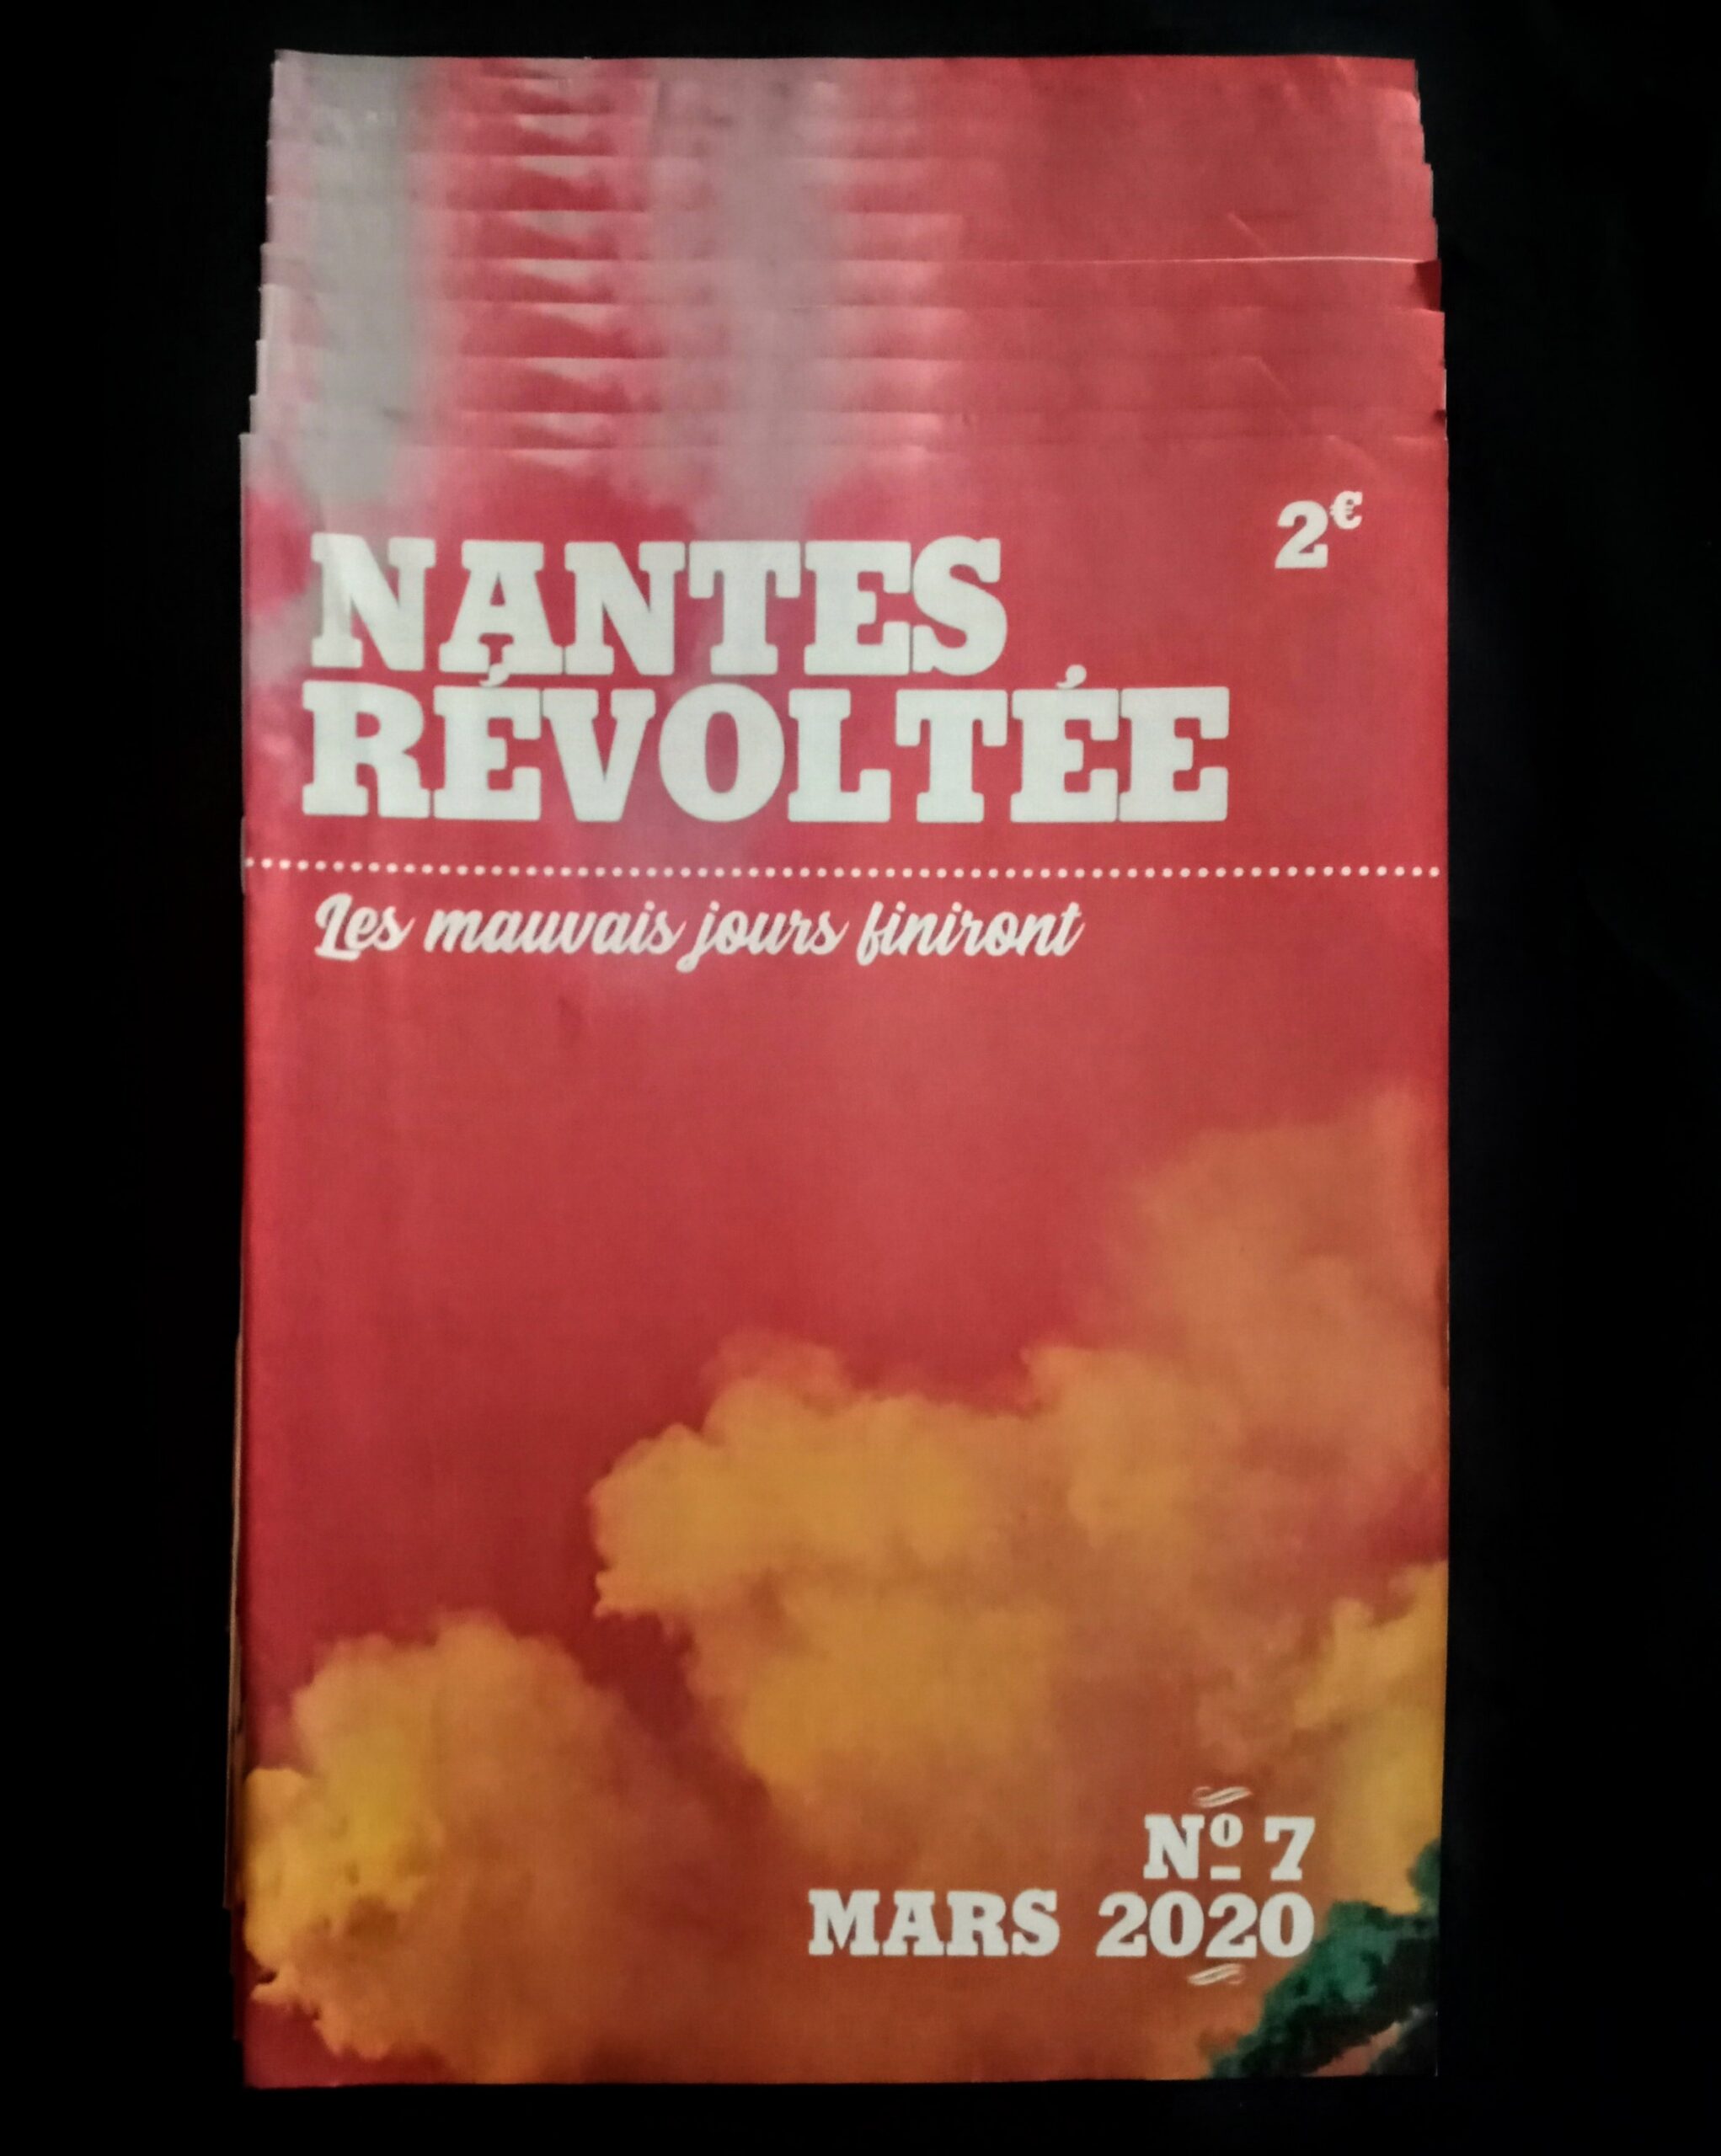 2€
NANTES
RÉVOLTÉE
Les mauvais jours finiront
Nº 7
MARS 2020